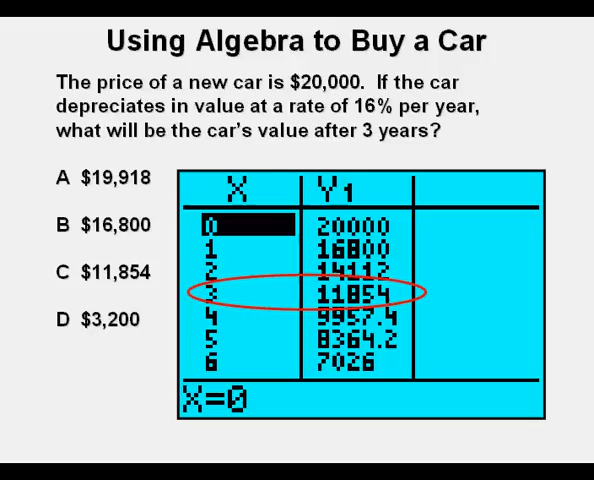 Using Algebra to Buy a Car
The price of a new car is $20,000. If the car
depreciates in value at a rate of 16% per year,
what will be the car's value after 3 years?
A $19,918
B $16,800
C $11,854
D $3,200
X Y1
0 20000
1 16800
2 14112
3 11854
4 9957.4
5 8364.2
6 7026
X=0